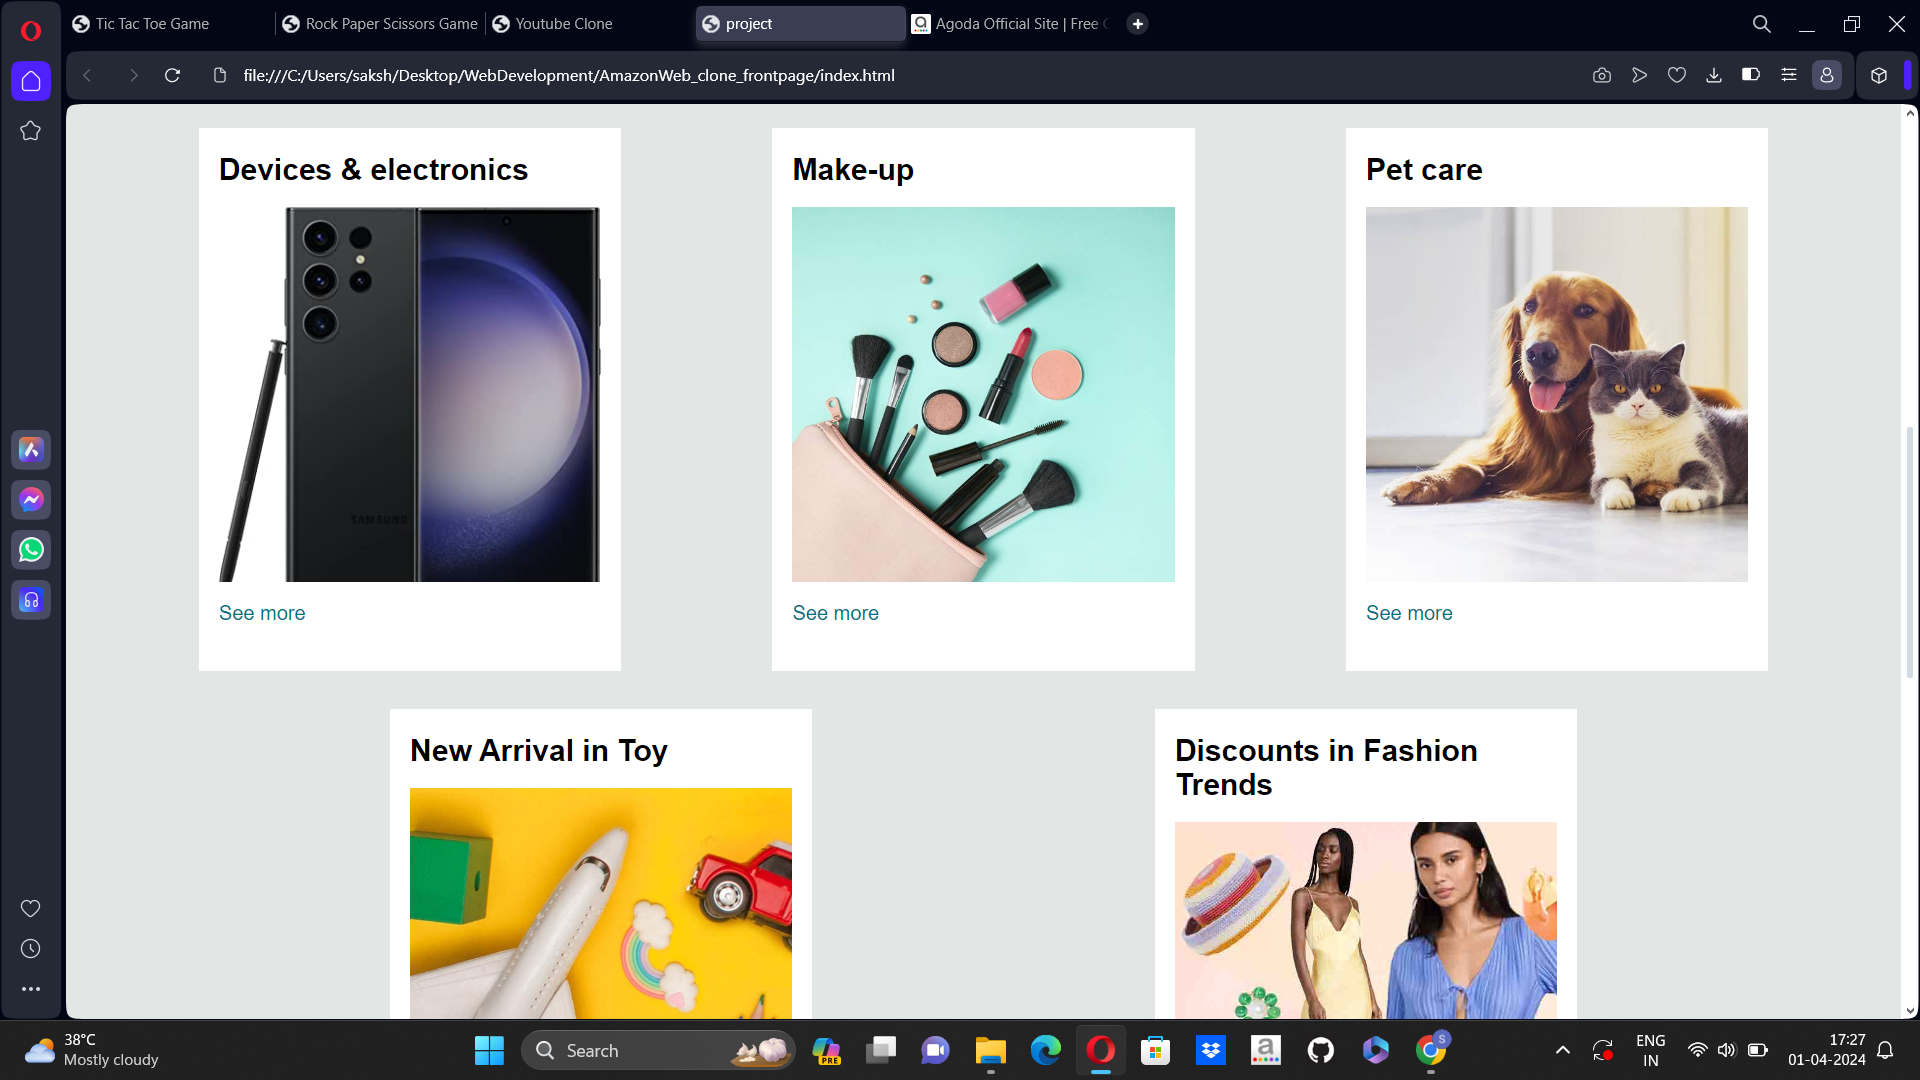 Tic Tac Toe Game
Rock Paper Scissors Game
Youtube Clone
project
Agoda Official Site | Free
file:///C:/Users/saksh/Desktop/WebDevelopment/AmazonWeb_clone_frontpage/index.html
Devices & electronics
Make-up
Pet care
SAMSUNG
See more
See more
See more
New Arrival in Toy
Discounts in Fashion
Trends
38°C
Mostly cloudy
Search
PRE
a
S
ENG
IN
17:27
01-04-2024